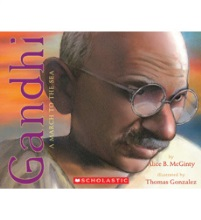 Gandhi
A MARCH TO THE SEA
by
Alice B. McGinty
illustrated by
Thomas Gonzalez
SCHOLASTIC